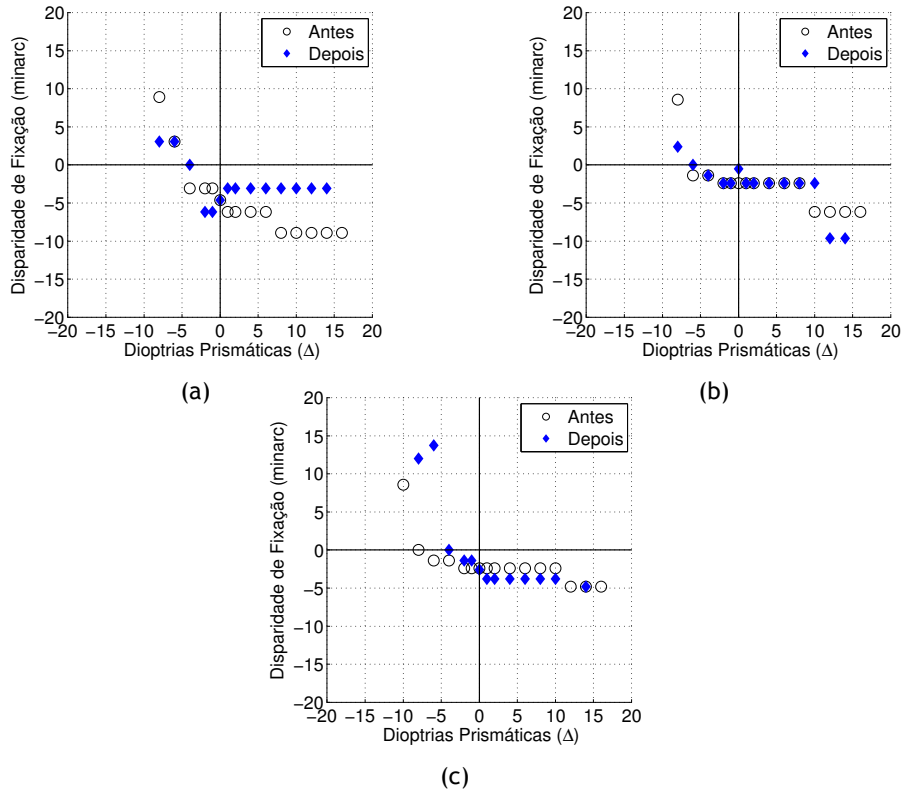 20
15
10
5
0
−5
−10
−15
−20
−20 −15 −10 −5 0 5 10 15 20
Disparidade de Fixação (minarc)
Dioptrias Prismáticas (Δ)
Antes
Depois
(a)
20
15
10
5
0
−5
−10
−15
−20
−20 −15 −10 −5 0 5 10 15 20
Disparidade de Fixação (minarc)
Dioptrias Prismáticas (Δ)
Antes
Depois
(b)
20
15
10
5
0
−5
−10
−15
−20
−20 −15 −10 −5 0 5 10 15 20
Disparidade de Fixação (minarc)
Dioptrias Prismáticas (Δ)
Antes
Depois
(c)